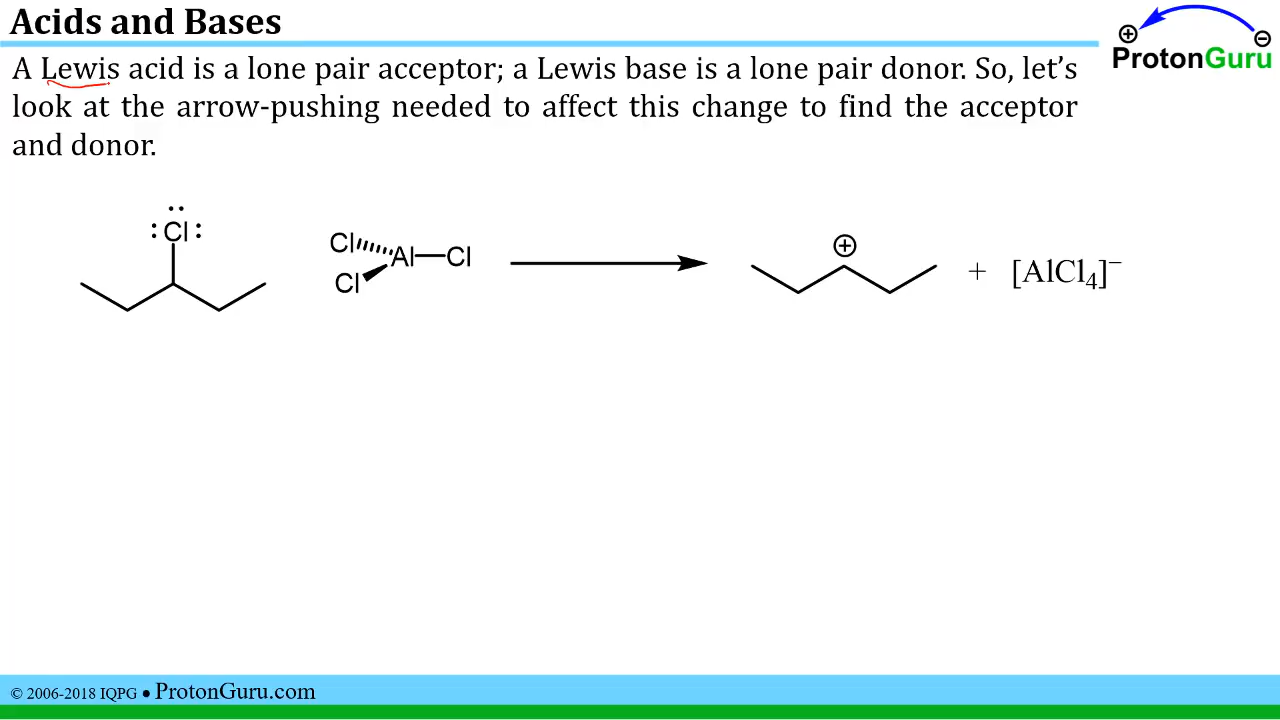 Acids and Bases
ProtonGuru
A Lewis acid is a lone pair acceptor; a Lewis base is a lone pair donor. So, let’s
look at the arrow-pushing needed to affect this change to find the acceptor
and donor.
:Cl:
Cl
Al—Cl
Cl
⊕
+ [AlCl₄]⁻
© 2006-2018 IQPG ● ProtonGuru.com